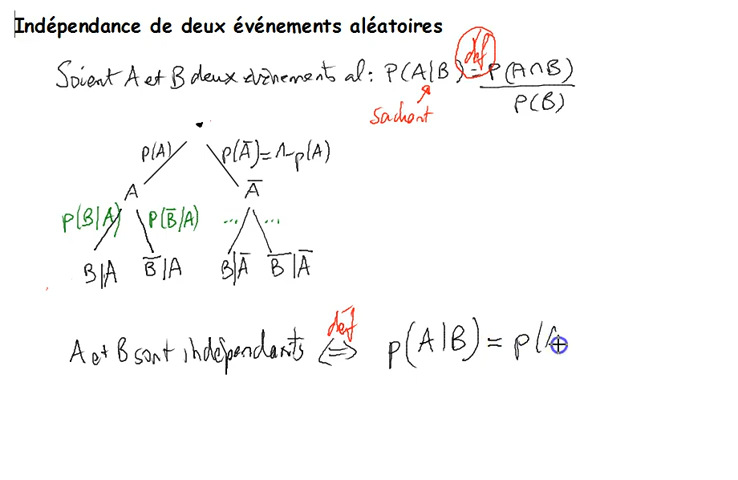 Indépendance de deux événements aléatoires
Soient A et B deux événements al : P(A|B) = P(A∩B)
def
P(B)
Sachant
P(A) P(Ā) = 1-p(A)
A Ā
P(B|A) P(B̄|A) ... ...
B|A B̄|A B|Ā B̄|Ā
def
A et B sont indépendants <=> p(A|B) = p(A